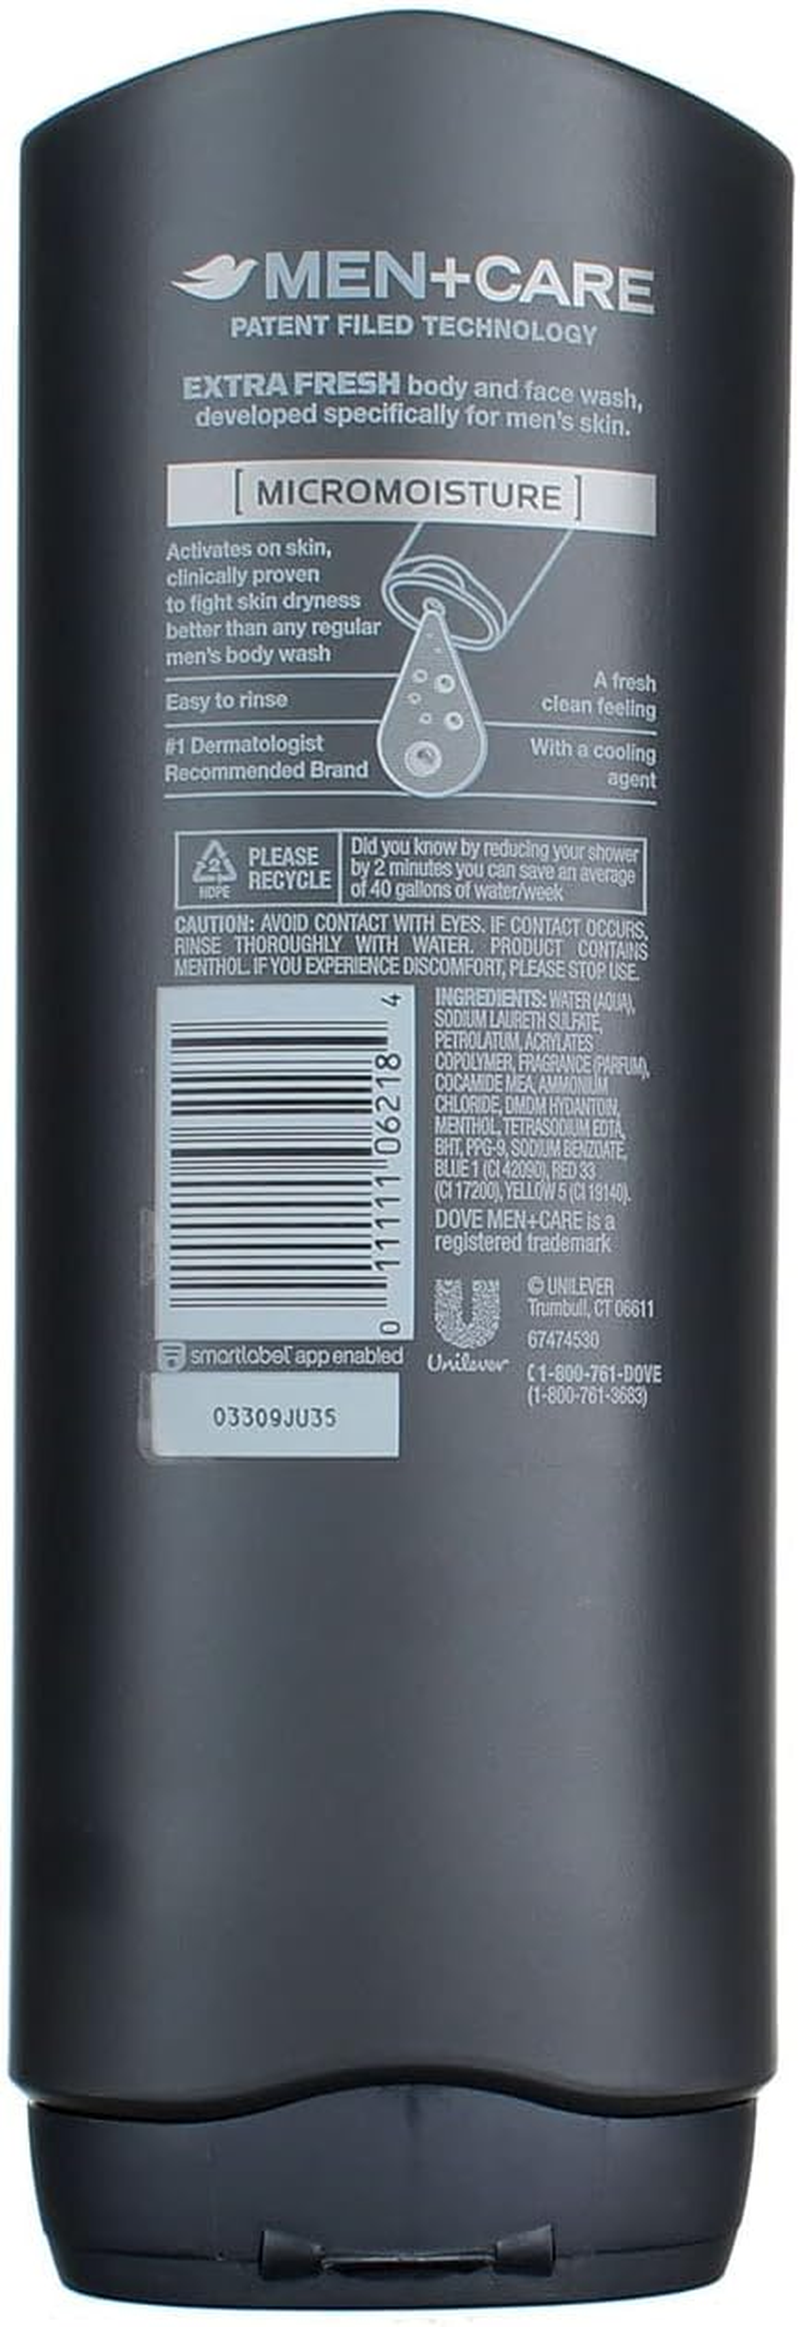 MEN+CARE
PATENT FILED TECHNOLOGY
EXTRA FRESH body and face wash,
developed specifically for men's skin.
[ MICROMOISTURE ]
Activates on skin,
clinically proven
to fight skin dryness
better than any regular
men's body wash
Easy to rinse
#1 Dermatologist
Recommended Brand
A fresh
clean feeling
With a cooling
agent
2
HDPE
PLEASE
RECYCLE
Did you know by reducing your shower
by 2 minutes you can save an average
of 40 gallons of water/week
CAUTION: AVOID CONTACT WITH EYES. IF CONTACT OCCURS,
RINSE THOROUGHLY WITH WATER. PRODUCT CONTAINS
MENTHOL. IF YOU EXPERIENCE DISCOMFORT, PLEASE STOP USE.
0 11111 06218 4
smartlabel app enabled
03309JU35
INGREDIENTS: WATER (AQUA),
SODIUM LAURETH SULFATE,
PETROLATUM, ACRYLATES
COPOLYMER, FRAGRANCE (PARFUM),
COCAMIDE MEA, AMMONIUM
CHLORIDE, DMDM HYDANTOIN,
MENTHOL, TETRASODIUM EDTA,
BHT, PPG-9, SODIUM BENZOATE,
BLUE 1 (CI 42090), RED 33
(CI 17200), YELLOW 5 (CI 19140).
DOVE MEN+CARE is a
registered trademark
Unilever
© UNILEVER
Trumbull, CT 06611
67474530
1-800-761-DOVE
(1-800-761-3683)